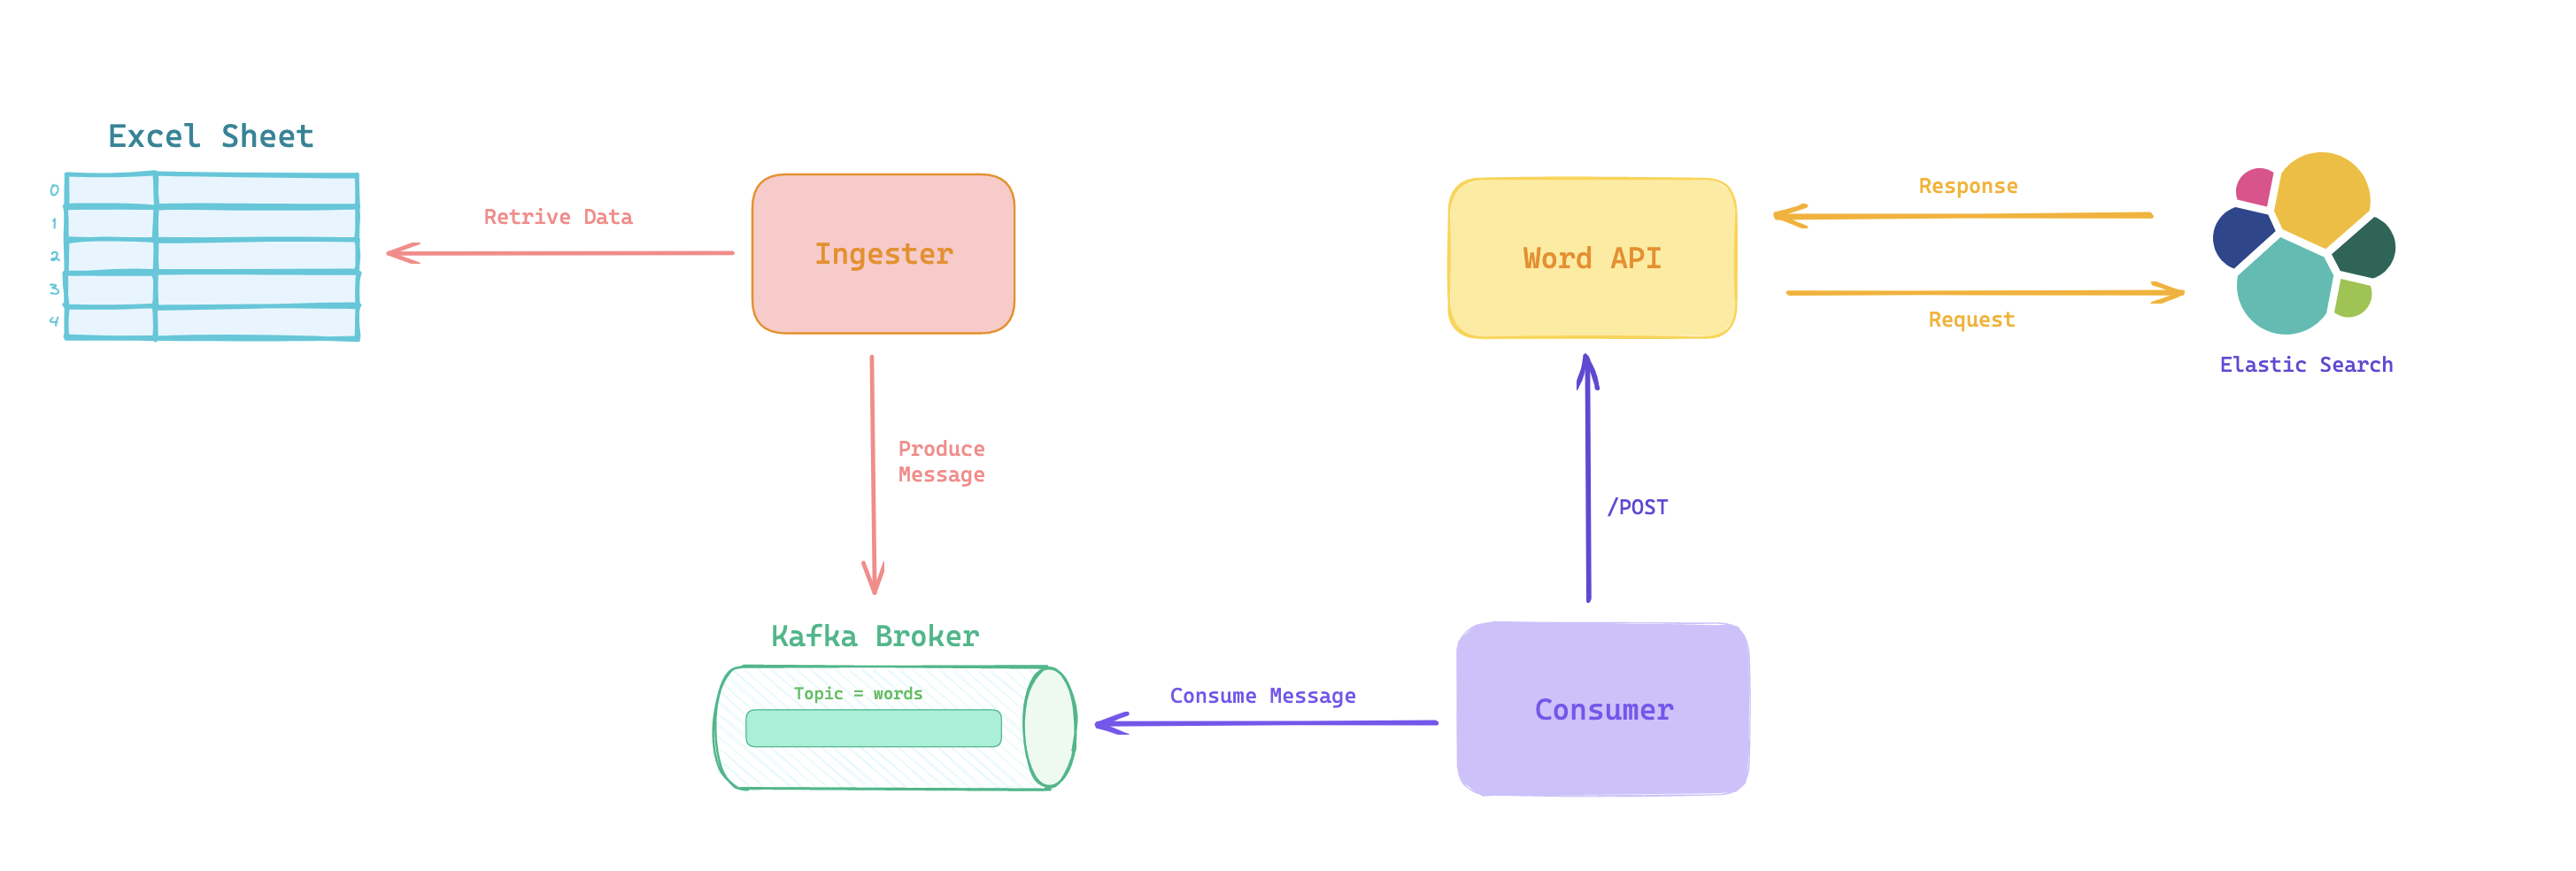 Excel Sheet
0
1
2
3
4
Retrive Data
Ingester
Produce
Message
Kafka Broker
Topic = words
Consume Message
Consumer
/POST
Word API
Response
Request
Elastic Search